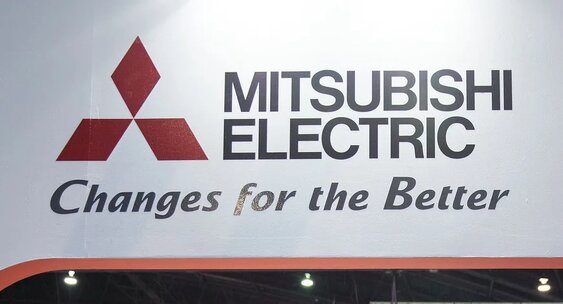 MITSUBISHI
ELECTRIC
Changes for the Better